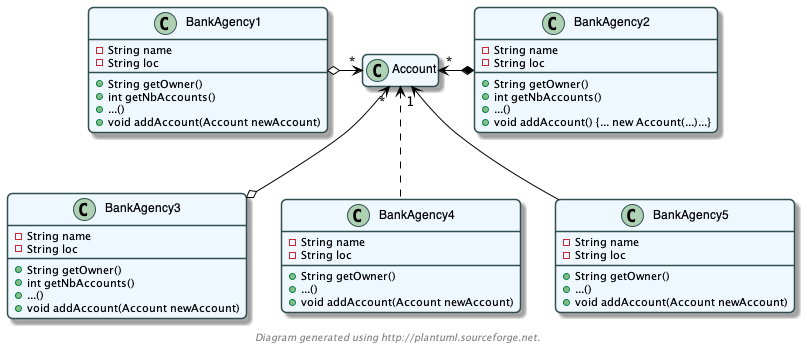 C BankAgency1
String name
String loc
String getOwner()
int getNbAccounts()
...()
void addAccount(Account newAccount)
* C Account *
* 1
C BankAgency2
String name
String loc
String getOwner()
int getNbAccounts()
...()
void addAccount() {... new Account(...)...}
C BankAgency3
String name
String loc
String getOwner()
int getNbAccounts()
...()
void addAccount(Account newAccount)
C BankAgency4
String name
String loc
String getOwner()
...()
void addAccount(Account newAccount)
C BankAgency5
String name
String loc
String getOwner()
...()
void addAccount(Account newAccount)
Diagram generated using http://plantuml.sourceforge.net.